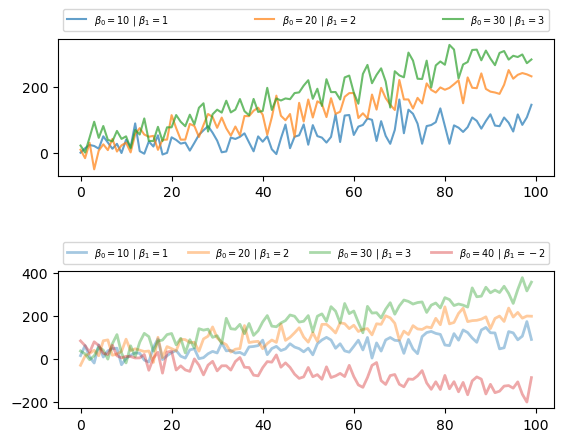 β₀ = 10 | β₁ = 1 β₀ = 20 | β₁ = 2 β₀ = 30 | β₁ = 3
200
0
0 20 40 60 80 100
β₀ = 10 | β₁ = 1 β₀ = 20 | β₁ = 2 β₀ = 30 | β₁ = 3 β₀ = 40 | β₁ = −2
400
200
0
−200
0 20 40 60 80 100